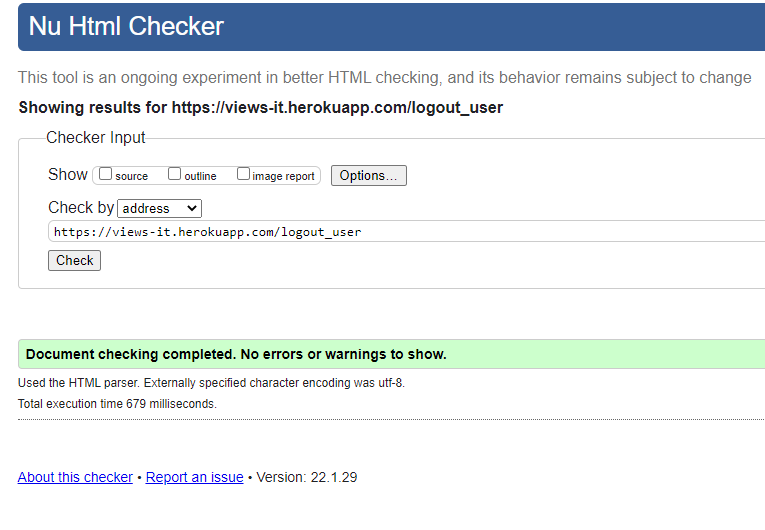 Nu Html Checker
This tool is an ongoing experiment in better HTML checking, and its behavior remains subject to change
Showing results for https://views-it.herokuapp.com/logout_user
Checker Input
Show source outline image report Options...
Check by address
https://views-it.herokuapp.com/logout_user
Check
Document checking completed. No errors or warnings to show.
Used the HTML parser. Externally specified character encoding was utf-8.
Total execution time 679 milliseconds.
About this checker • Report an issue • Version: 22.1.29